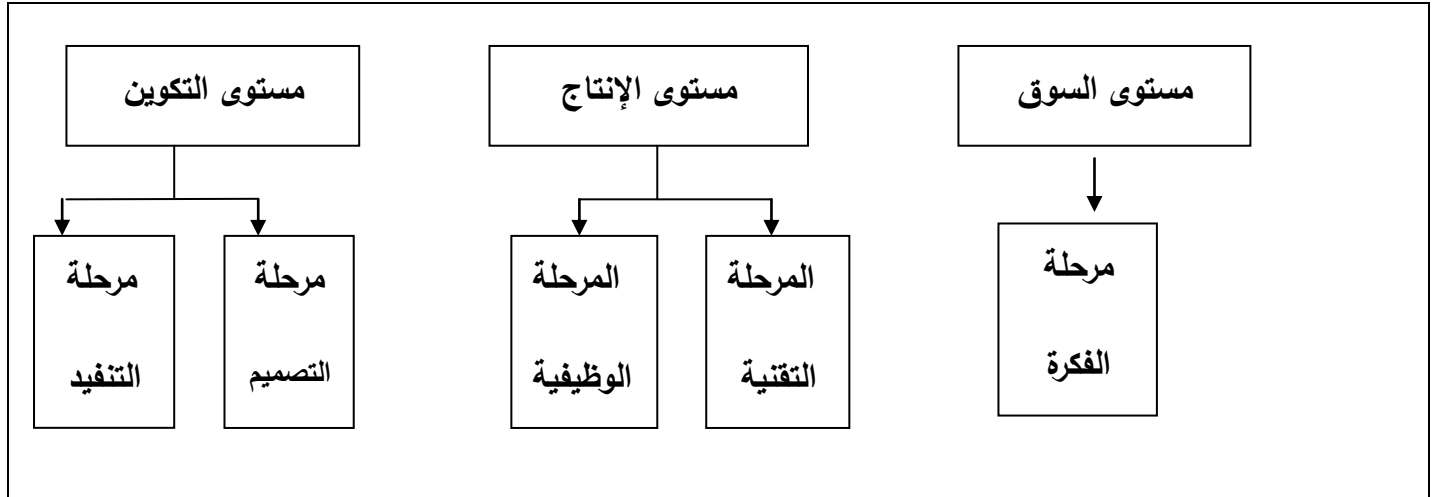 مستوى السوق
مستوى الإنتاج
مستوى التكوين
مرحلة
الفكرة
المرحلة
التقنية
المرحلة
الوظيفية
مرحلة
التصميم
مرحلة
التنفيد